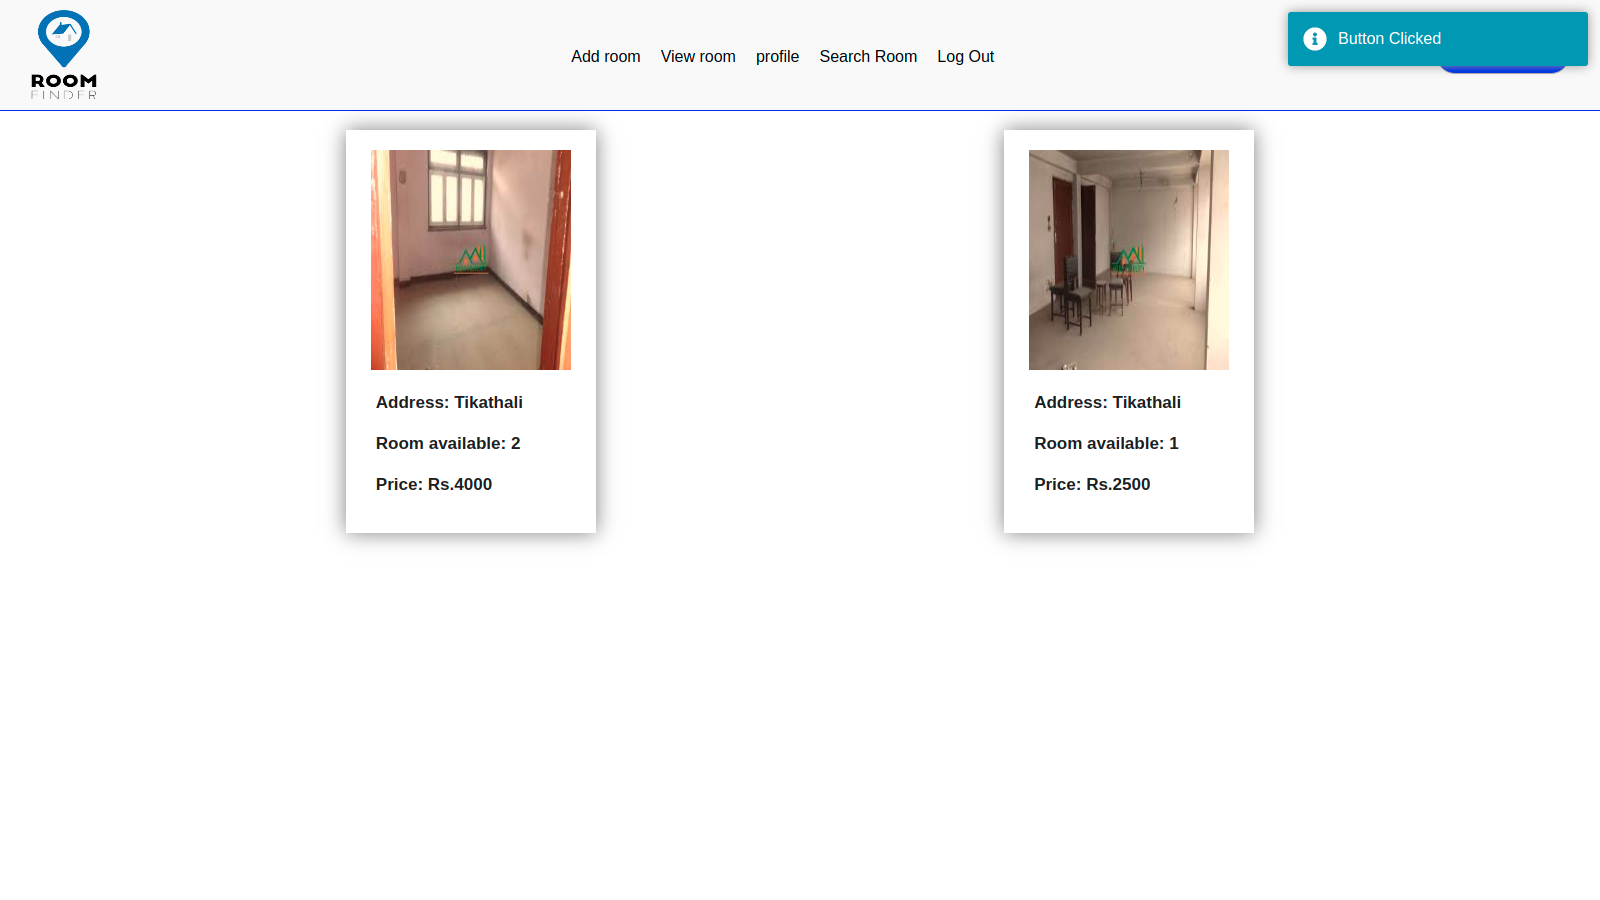 ROOM
FINDER
Add room
View room
profile
Search Room
Log Out
Button Clicked
Address: Tikathali
Room available: 2
Price: Rs.4000
Address: Tikathali
Room available: 1
Price: Rs.2500